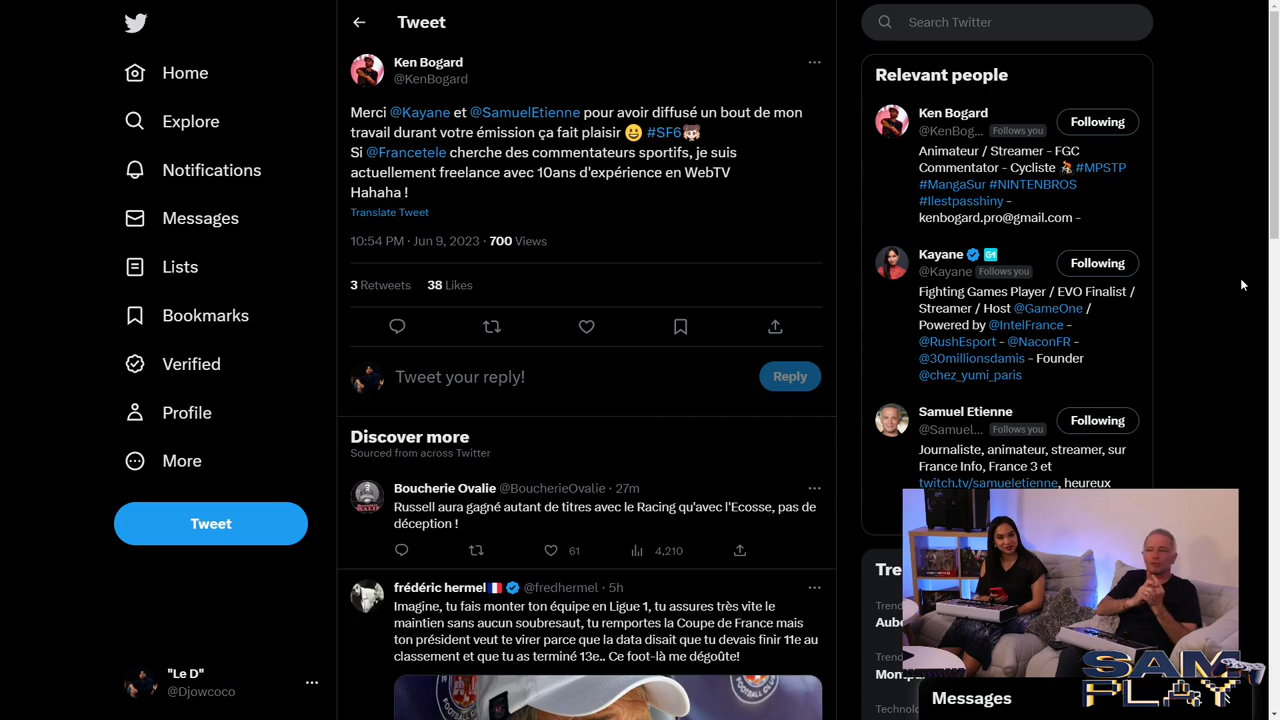 Home
Explore
Notifications
Messages
Lists
Bookmarks
Verified
Profile
More
Tweet
"Le D"
@Djowcoco
Tweet
Ken Bogard
@KenBogard
Merci @Kayane et @SamuelEtienne pour avoir diffusé un bout de mon
travail durant votre émission ça fait plaisir 😀 #SF6
Si @Francetele cherche des commentateurs sportifs, je suis
actuellement freelance avec 10ans d'expérience en WebTV
Hahaha !
Translate Tweet
10:54 PM · Jun 9, 2023 · 700 Views
3 Retweets 38 Likes
Tweet your reply!
Reply
Discover more
Sourced from across Twitter
Boucherie Ovalie @BoucherieOvalie · 27m
Russell aura gagné autant de titres avec le Racing qu'avec l'Ecosse, pas de
déception !
61 4,210
frédéric hermel🇫🇷 @fredhermel · 5h
Imagine, tu fais monter ton équipe en Ligue 1, tu assures très vite le
maintien sans aucun soubresaut, tu remportes la Coupe de France mais
ton président veut te virer parce que la data disait que tu devais finir 11e au
classement et que tu as terminé 13e.. Ce foot-là me dégoûte!
Search Twitter
Relevant people
Ken Bogard
@KenBog... Follows you
Following
Animateur / Streamer - FGC
Commentator - Cycliste 🚴 #MPSTP
#MangaSur #NINTENBROS
#Ilestpasshiny -
kenbogard.pro@gmail.com -
Kayane
@Kayane Follows you
Following
Fighting Games Player / EVO Finalist /
Streamer / Host @GameOne /
Powered by @IntelFrance -
@RushEsport - @NaconFR -
@30millionsdamis - Founder
@chez_yumi_paris
Samuel Etienne
@Samuel... Follows you
Following
Journaliste, animateur, streamer, sur
France Info, France 3 et
twitch.tv/samueletienne, heureux
Tre
Trend
Aube
Trend
Montp
Techno
Messages
SAM
PLAY